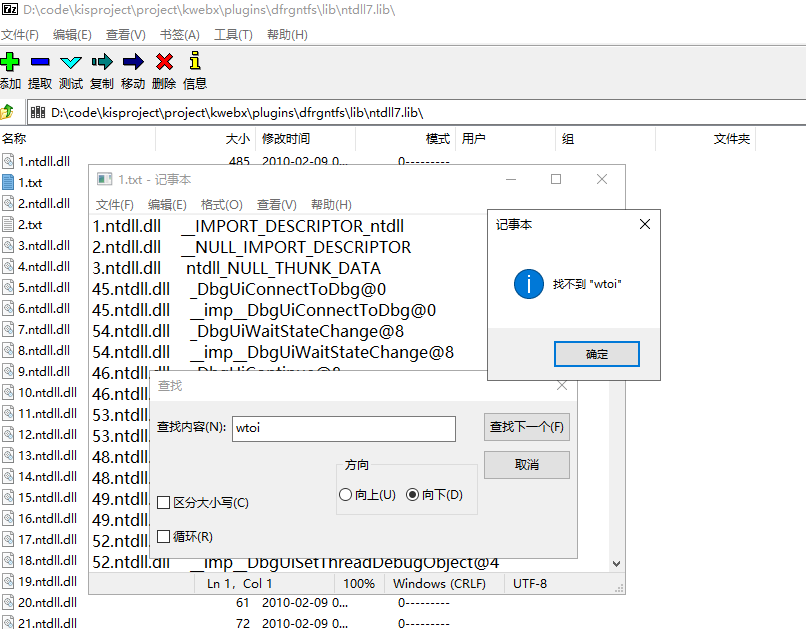 D:\code\kisproject\project\kwebx\plugins\dfrgntfs\lib\ntdll7.lib\
文件(F) 编辑(E) 查看(V) 书签(A) 工具(T) 帮助(H)
添加 提取 测试 复制 移动 删除 信息
D:\code\kisproject\project\kwebx\plugins\dfrgntfs\lib\ntdll7.lib\
名称 大小 修改时间 模式 用户 组 文件夹
1.ntdll.dll 485 2010-02-09 0... 0---------
1.txt
2.ntdll.dll
2.txt
3.ntdll.dll
4.ntdll.dll
5.ntdll.dll
6.ntdll.dll
7.ntdll.dll
8.ntdll.dll
9.ntdll.dll
10.ntdll.dll
11.ntdll.dll
12.ntdll.dll
13.ntdll.dll
14.ntdll.dll
15.ntdll.dll
16.ntdll.dll
17.ntdll.dll
18.ntdll.dll
19.ntdll.dll
20.ntdll.dll 61 2010-02-09 0... 0---------
21.ntdll.dll 72 2010-02-09 0... 0---------
1.txt - 记事本
文件(F) 编辑(E) 格式(O) 查看(V) 帮助(H)
1.ntdll.dll __IMPORT_DESCRIPTOR_ntdll
2.ntdll.dll __NULL_IMPORT_DESCRIPTOR
3.ntdll.dll ntdll_NULL_THUNK_DATA
45.ntdll.dll _DbgUiConnectToDbg@0
45.ntdll.dll __imp__DbgUiConnectToDbg@0
54.ntdll.dll _DbgUiWaitStateChange@8
54.ntdll.dll __imp__DbgUiWaitStateChange@8
46.ntdll.dll _DbgUiContinue@8
46.ntdll
53.ntdll
53.ntdll
48.ntdll
48.ntdll
49.ntdll
49.ntdll
52.ntdll
52.ntdll.dll __imp__DbgUiSetThreadDebugObject@4
Ln 1, Col 1 100% Windows (CRLF) UTF-8
查找
查找内容(N): wtoi 查找下一个(F)
取消
方向
向上(U) 向下(D)
区分大小写(C)
循环(R)
记事本
找不到 "wtoi"
确定